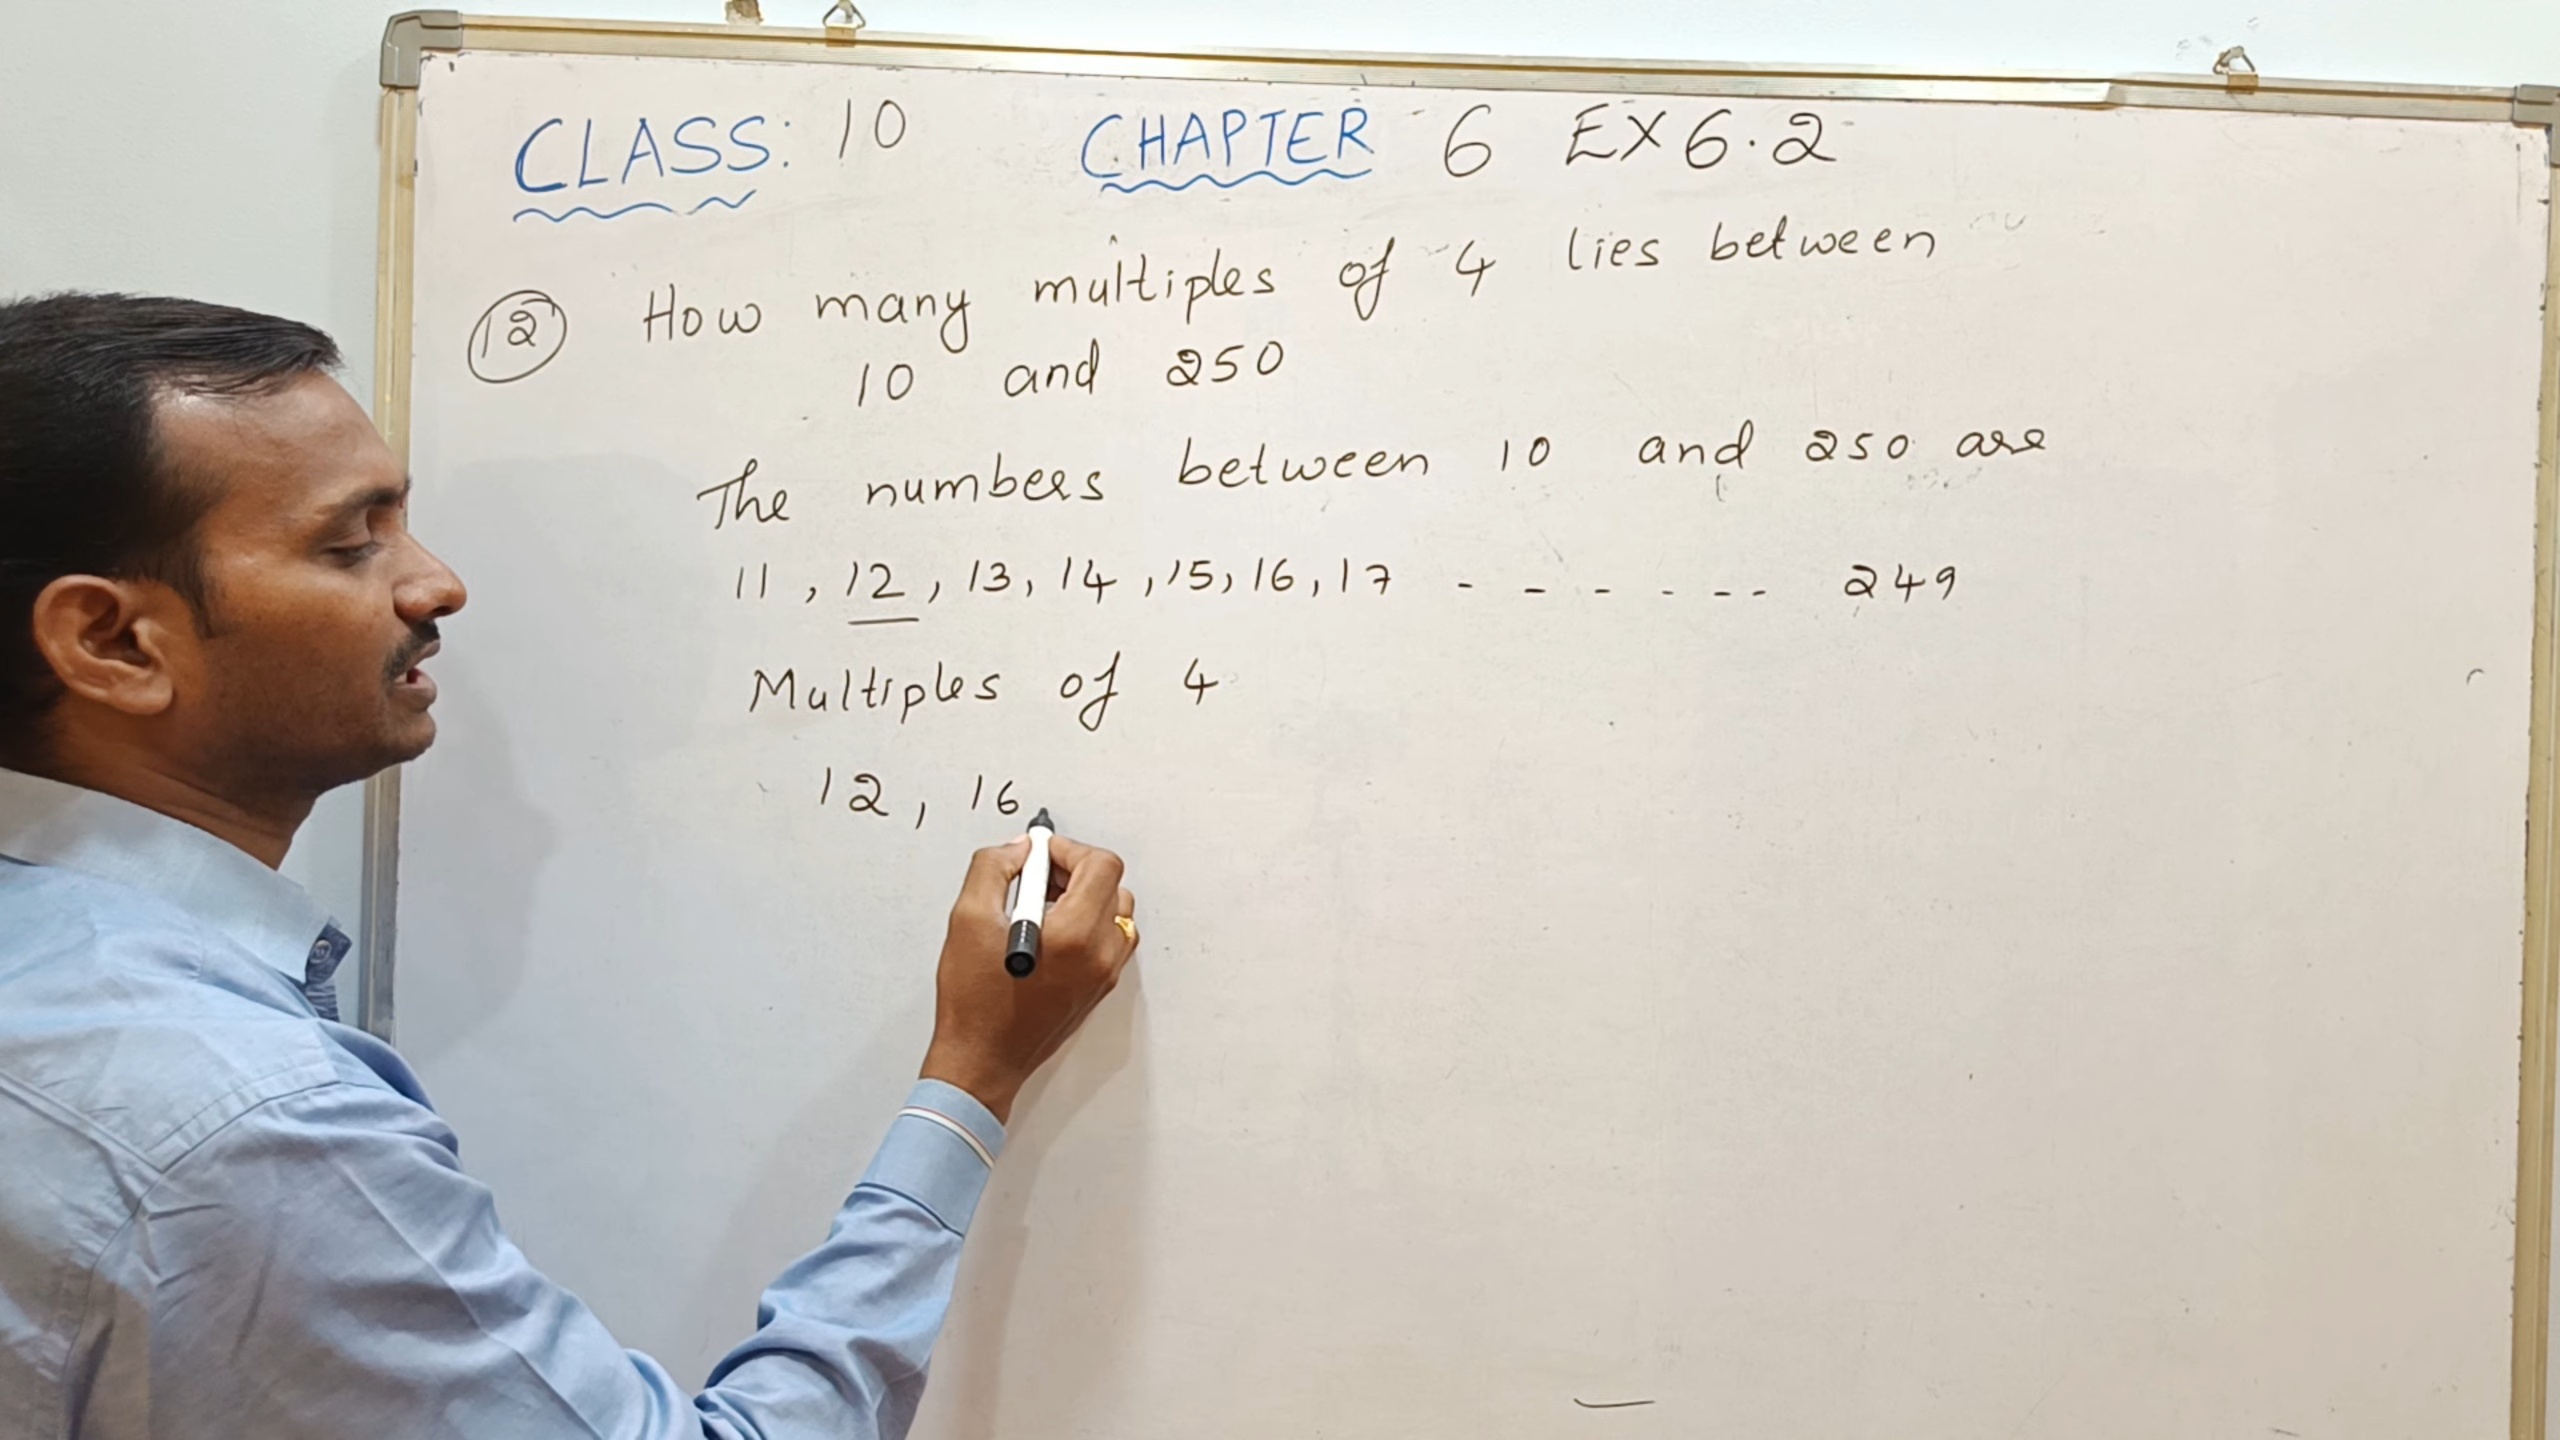 CLASS: 10 CHAPTER 6 EX 6.2
12 How many multiples of 4 lies between
10 and 250
The numbers between 10 and 250 are
11, 12, 13, 14, 15, 16, 17 - - - - - - 249
Multiples of 4
12, 16